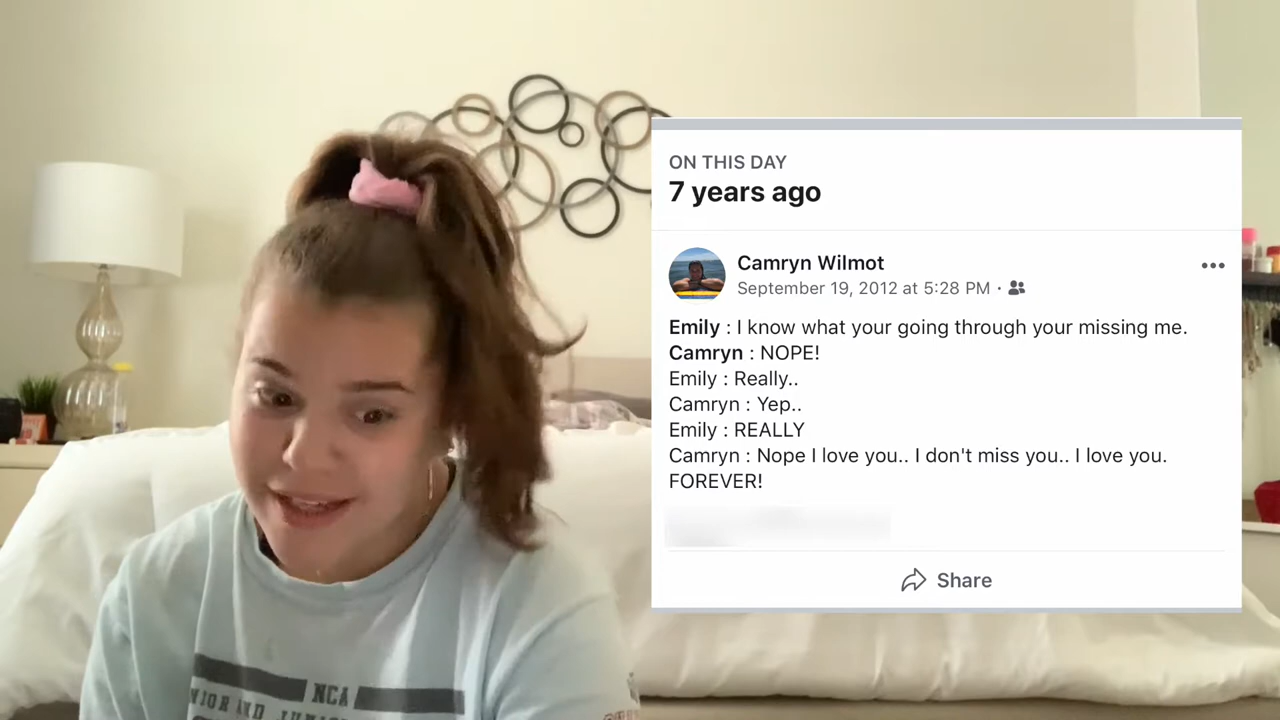 ON THIS DAY
7 years ago
Camryn Wilmot
September 19, 2012 at 5:28 PM ·
Emily : I know what your going through your missing me.
Camryn : NOPE!
Emily : Really..
Camryn : Yep..
Emily : REALLY
Camryn : Nope I love you.. I don't miss you.. I love you.
FOREVER!
Share
NCA